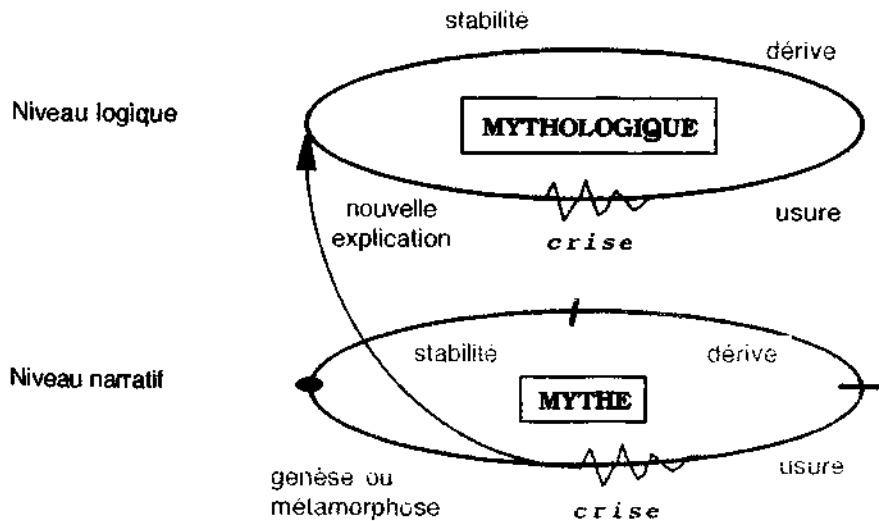 stabilité
dérive
Niveau logique
MYTHOLOGIQUE
nouvelle
explication
usure
crise
stabilité
dérive
Niveau narratif
MYTHE
genèse ou
métamorphose
usure
crise